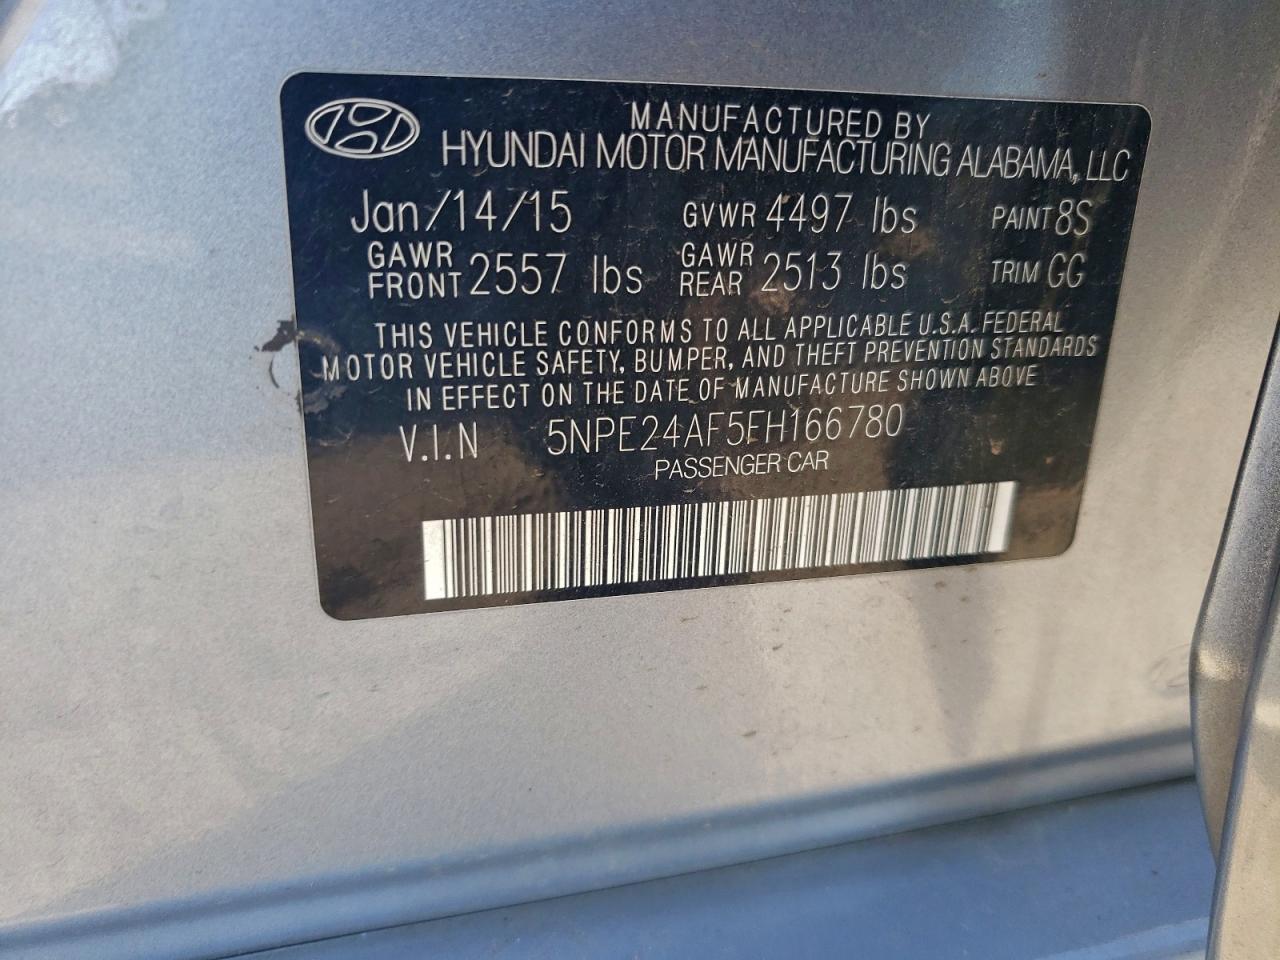 MANUFACTURED BY
HYUNDAI MOTOR MANUFACTURING ALABAMA, LLC
Jan/14/15 GVWR 4497 lbs PAINT 8S
GAWR FRONT 2557 lbs GAWR REAR 2513 lbs TRIM GG
THIS VEHICLE CONFORMS TO ALL APPLICABLE U.S.A. FEDERAL
MOTOR VEHICLE SAFETY, BUMPER, AND THEFT PREVENTION STANDARDS
IN EFFECT ON THE DATE OF MANUFACTURE SHOWN ABOVE
V.I.N 5NPE24AF5FH166780
PASSENGER CAR